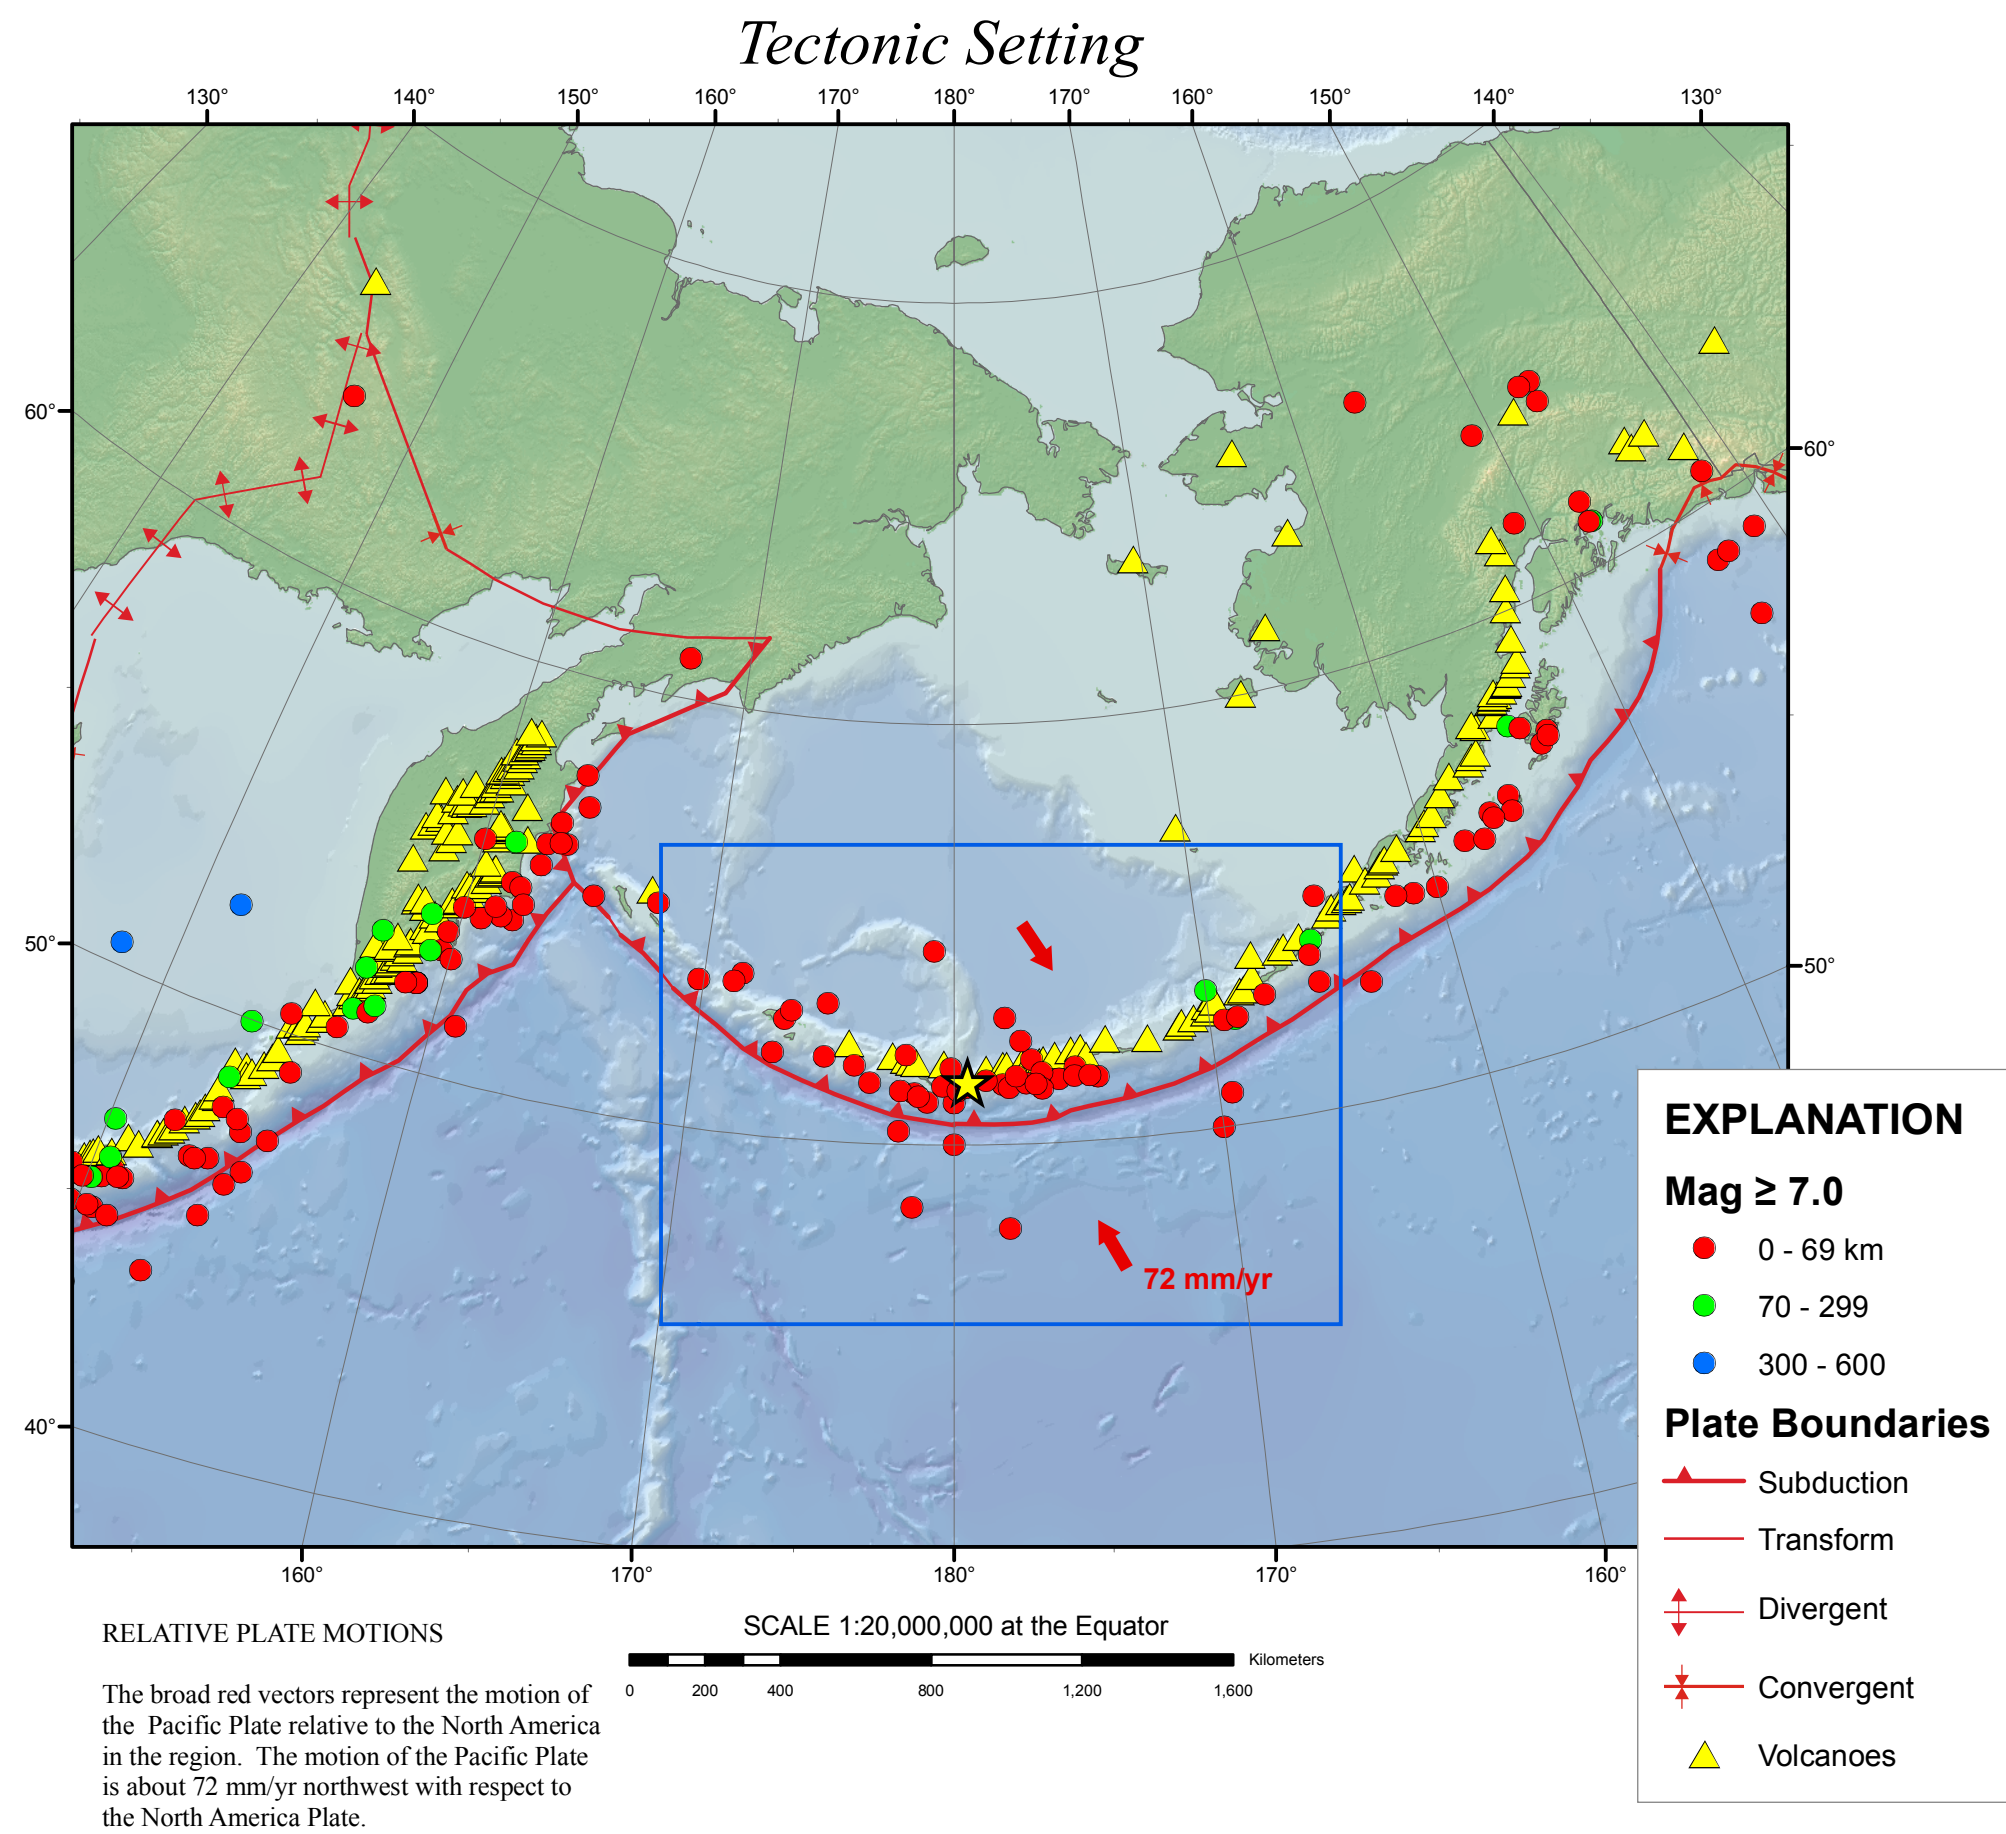 Tectonic Setting
130° 140° 150° 160° 170° 180° 170° 160° 150° 140° 130°
60° 60°
50° 50°
40°
72 mm/yr
160° 170° 180° 170° 160°
EXPLANATION
Mag ≥ 7.0
0 - 69 km
70 - 299
300 - 600
Plate Boundaries
Subduction
Transform
Divergent
Convergent
Volcanoes
SCALE 1:20,000,000 at the Equator
Kilometers
0 200 400 800 1,200 1,600
RELATIVE PLATE MOTIONS
The broad red vectors represent the motion of
the Pacific Plate relative to the North America
in the region. The motion of the Pacific Plate
is about 72 mm/yr northwest with respect to
the North America Plate.